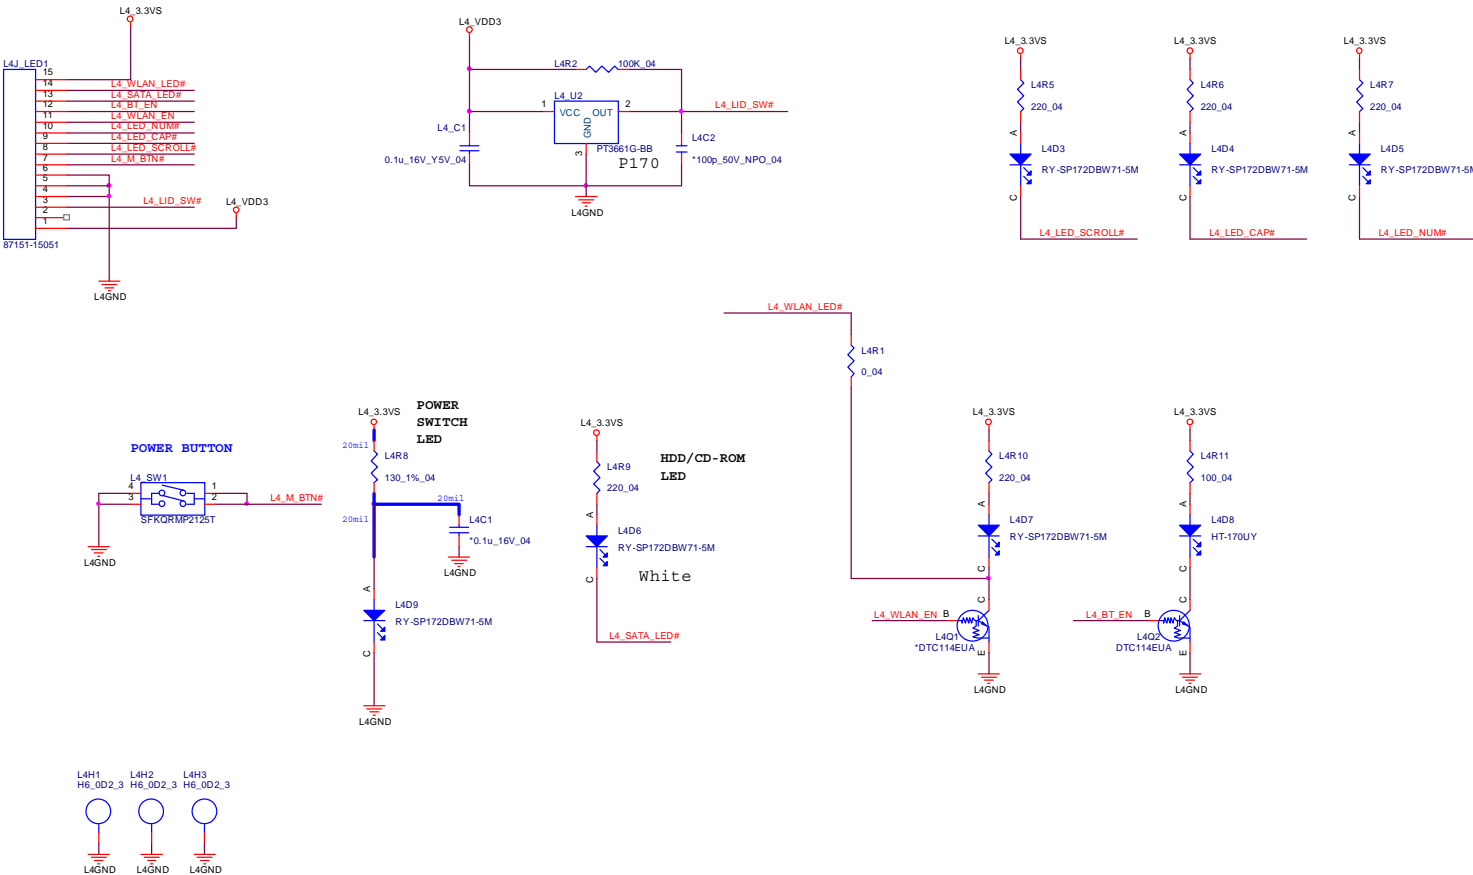 L4_3.3VS
L4J_LED1
15
14 L4_WLAN_LED#
13 L4_SATA_LED#
12 L4_BT_EN
11 L4_WLAN_EN
10 L4_LED_NUM#
9 L4_LED_CAP#
8 L4_LED_SCROLL#
7 L4_M_BTN#
6
5
4
3 L4_LID_SW#
2
1
L4_VDD3
87151-15051
L4GND
L4_VDD3
L4R2 100K_04
L4_U2
1 VCC OUT 2
GND
3
L4_LID_SW#
L4_C1
0.1u_16V_Y5V_04
PT3661G-BB
P170
L4C2
*100p_50V_NPO_04
L4GND
L4_3.3VS
L4R5
220_04
A
L4D3
RY-SP172DBW71-5M
C
L4_LED_SCROLL#
L4_3.3VS
L4R6
220_04
A
L4D4
RY-SP172DBW71-5M
C
L4_LED_CAP#
L4_3.3VS
L4R7
220_04
A
L4D5
RY-SP172DBW71-5M
C
L4_LED_NUM#
POWER BUTTON
L4_SW1
4 1
3 2
SFKQRMP2125T
L4_M_BTN#
L4GND
L4_3.3VS
POWER
SWITCH
LED
20mil
L4R8
130_1%_04
20mil
20mil
L4C1
*0.1u_16V_04
L4GND
A
L4D9
RY-SP172DBW71-5M
C
L4GND
L4_3.3VS
HDD/CD-ROM
LED
L4R9
220_04
A
L4D6
RY-SP172DBW71-5M
White
C
L4_SATA_LED#
L4_WLAN_LED#
L4R1
0_04
L4_3.3VS
L4R10
220_04
A
L4D7
RY-SP172DBW71-5M
C
C
L4_WLAN_EN B
L4Q1
*DTC114EUA
E
L4GND
L4_3.3VS
L4R11
100_04
A
L4D8
HT-170UY
C
C
L4_BT_EN B
L4Q2
DTC114EUA
E
L4GND
L4H1 L4H2 L4H3
H6_0D2_3 H6_0D2_3 H6_0D2_3
L4GND L4GND L4GND